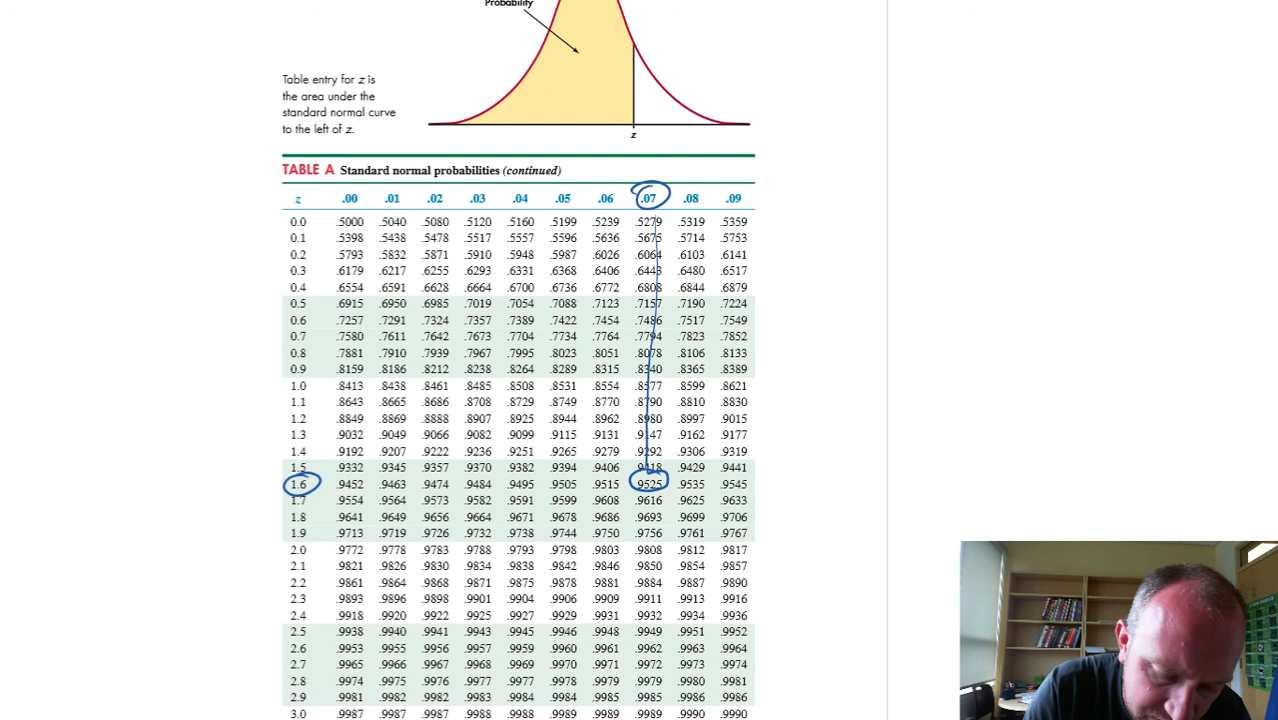 Probability
Table entry for z is
the area under the
standard normal curve
to the left of z.
z
TABLE A Standard normal probabilities (continued)
z .00 .01 .02 .03 .04 .05 .06 .07 .08 .09
0.0 .5000 .5040 .5080 .5120 .5160 .5199 .5239 .5279 .5319 .5359
0.1 .5398 .5438 .5478 .5517 .5557 .5596 .5636 .5675 .5714 .5753
0.2 .5793 .5832 .5871 .5910 .5948 .5987 .6026 .6064 .6103 .6141
0.3 .6179 .6217 .6255 .6293 .6331 .6368 .6406 .6443 .6480 .6517
0.4 .6554 .6591 .6628 .6664 .6700 .6736 .6772 .6808 .6844 .6879
0.5 .6915 .6950 .6985 .7019 .7054 .7088 .7123 .7157 .7190 .7224
0.6 .7257 .7291 .7324 .7357 .7389 .7422 .7454 .7486 .7517 .7549
0.7 .7580 .7611 .7642 .7673 .7704 .7734 .7764 .7794 .7823 .7852
0.8 .7881 .7910 .7939 .7967 .7995 .8023 .8051 .8078 .8106 .8133
0.9 .8159 .8186 .8212 .8238 .8264 .8289 .8315 .8340 .8365 .8389
1.0 .8413 .8438 .8461 .8485 .8508 .8531 .8554 .8577 .8599 .8621
1.1 .8643 .8665 .8686 .8708 .8729 .8749 .8770 .8790 .8810 .8830
1.2 .8849 .8869 .8888 .8907 .8925 .8944 .8962 .8980 .8997 .9015
1.3 .9032 .9049 .9066 .9082 .9099 .9115 .9131 .9147 .9162 .9177
1.4 .9192 .9207 .9222 .9236 .9251 .9265 .9279 .9292 .9306 .9319
1.5 .9332 .9345 .9357 .9370 .9382 .9394 .9406 .9418 .9429 .9441
1.6 .9452 .9463 .9474 .9484 .9495 .9505 .9515 .9525 .9535 .9545
1.7 .9554 .9564 .9573 .9582 .9591 .9599 .9608 .9616 .9625 .9633
1.8 .9641 .9649 .9656 .9664 .9671 .9678 .9686 .9693 .9699 .9706
1.9 .9713 .9719 .9726 .9732 .9738 .9744 .9750 .9756 .9761 .9767
2.0 .9772 .9778 .9783 .9788 .9793 .9798 .9803 .9808 .9812 .9817
2.1 .9821 .9826 .9830 .9834 .9838 .9842 .9846 .9850 .9854 .9857
2.2 .9861 .9864 .9868 .9871 .9875 .9878 .9881 .9884 .9887 .9890
2.3 .9893 .9896 .9898 .9901 .9904 .9906 .9909 .9911 .9913 .9916
2.4 .9918 .9920 .9922 .9925 .9927 .9929 .9931 .9932 .9934 .9936
2.5 .9938 .9940 .9941 .9943 .9945 .9946 .9948 .9949 .9951 .9952
2.6 .9953 .9955 .9956 .9957 .9959 .9960 .9961 .9962 .9963 .9964
2.7 .9965 .9966 .9967 .9968 .9969 .9970 .9971 .9972 .9973 .9974
2.8 .9974 .9975 .9976 .9977 .9977 .9978 .9979 .9979 .9980 .9981
2.9 .9981 .9982 .9982 .9983 .9984 .9984 .9985 .9985 .9986 .9986
3.0 .9987 .9987 .9987 .9988 .9988 .9989 .9989 .9989 .9990 .9990